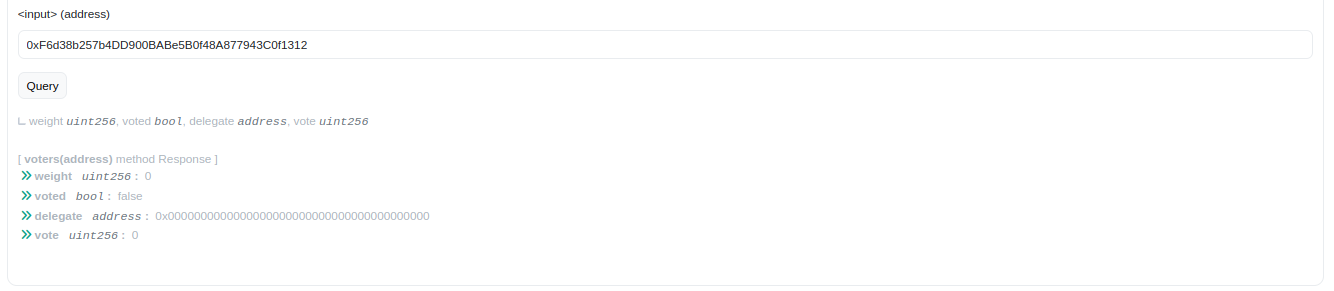 <input> (address)
0xF6d38b257b4DD900BABe5B0f48A877943C0f1312
Query
weight uint256, voted bool, delegate address, vote uint256
[ voters(address) method Response ]
weight uint256 : 0
voted bool : false
delegate address : 0x0000000000000000000000000000000000000000
vote uint256 : 0